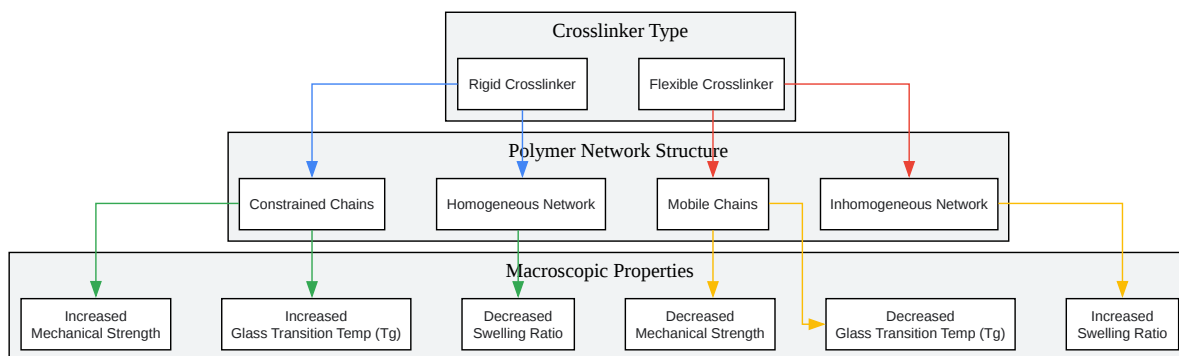 Crosslinker Type
Rigid Crosslinker
Flexible Crosslinker
Polymer Network Structure
Constrained Chains
Homogeneous Network
Mobile Chains
Inhomogeneous Network
Macroscopic Properties
Increased
Mechanical Strength
Increased
Glass Transition Temp (Tg)
Decreased
Swelling Ratio
Decreased
Mechanical Strength
Decreased
Glass Transition Temp (Tg)
Increased
Swelling Ratio